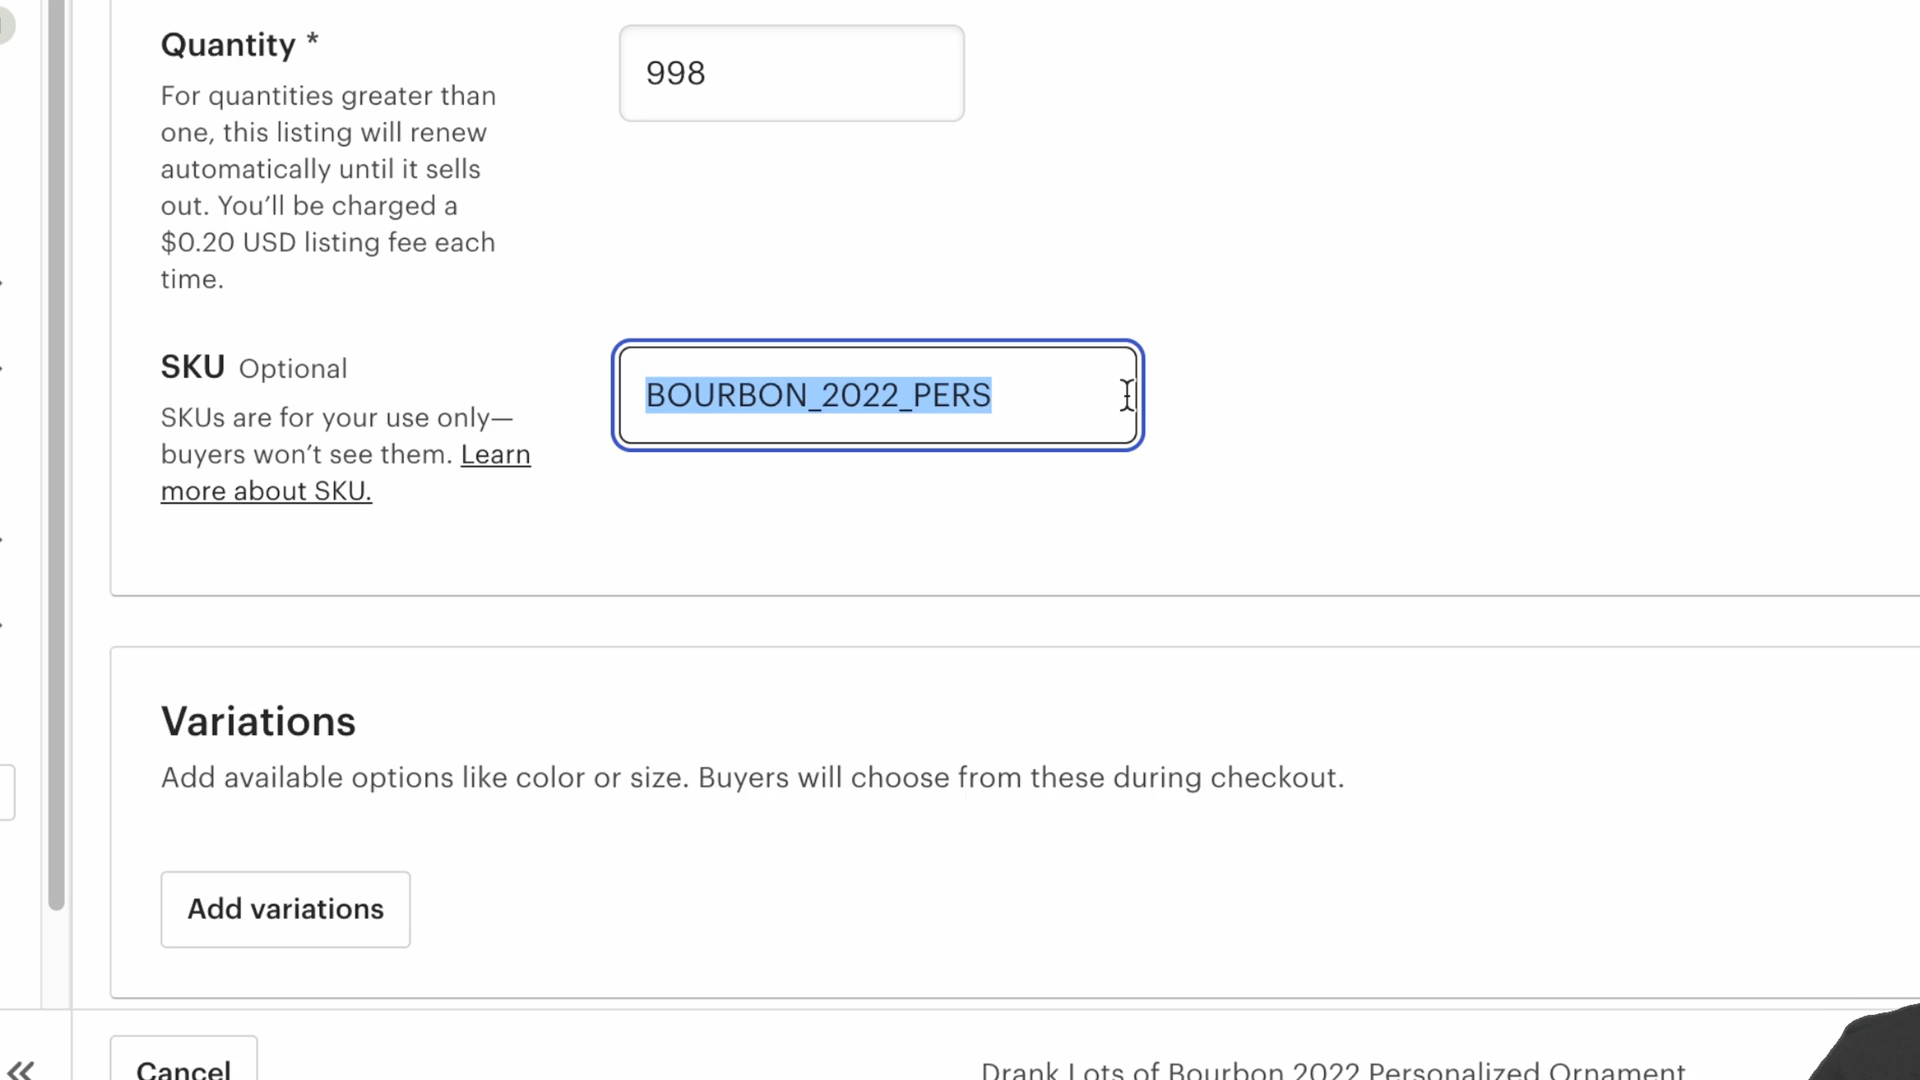 Quantity *
998
For quantities greater than
one, this listing will renew
automatically until it sells
out. You’ll be charged a
$0.20 USD listing fee each
time.
SKU Optional
BOURBON_2022_PERS
SKUs are for your use only—
buyers won’t see them. Learn
more about SKU.
Variations
Add available options like color or size. Buyers will choose from these during checkout.
Add variations
Cancel
Drank Lots of Bourbon 2022 Personalized Ornament